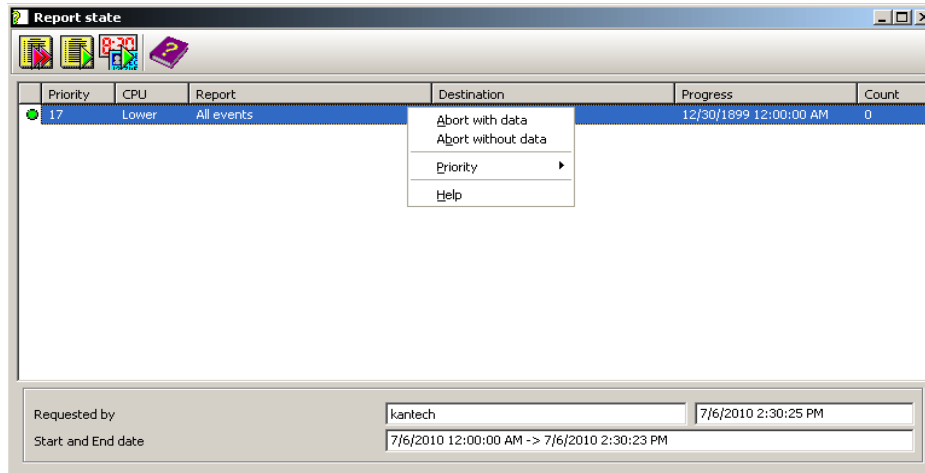 Report state
8:30
Priority CPU Report Destination Progress Count
17 Lower All events 12/30/1899 12:00:00 AM 0
Abort with data
Abort without data
Priority
Help
Requested by kantech 7/6/2010 2:30:25 PM
Start and End date 7/6/2010 12:00:00 AM -> 7/6/2010 2:30:23 PM